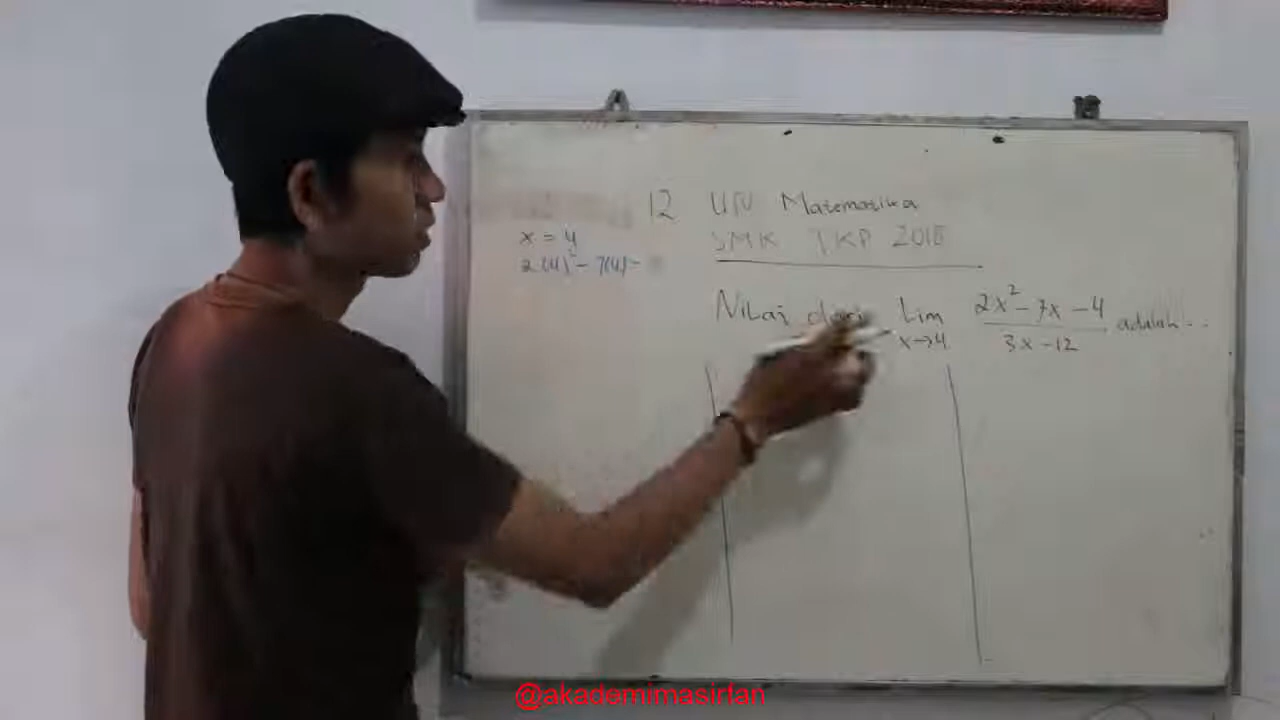 12 UN Matematika
SMK TKP 2018
x = 4
2(4)² - 7(4) -
Nilai dari Lim 2x² - 7x - 4 adalah ..
x→4 3x - 12
@akademimasirfan